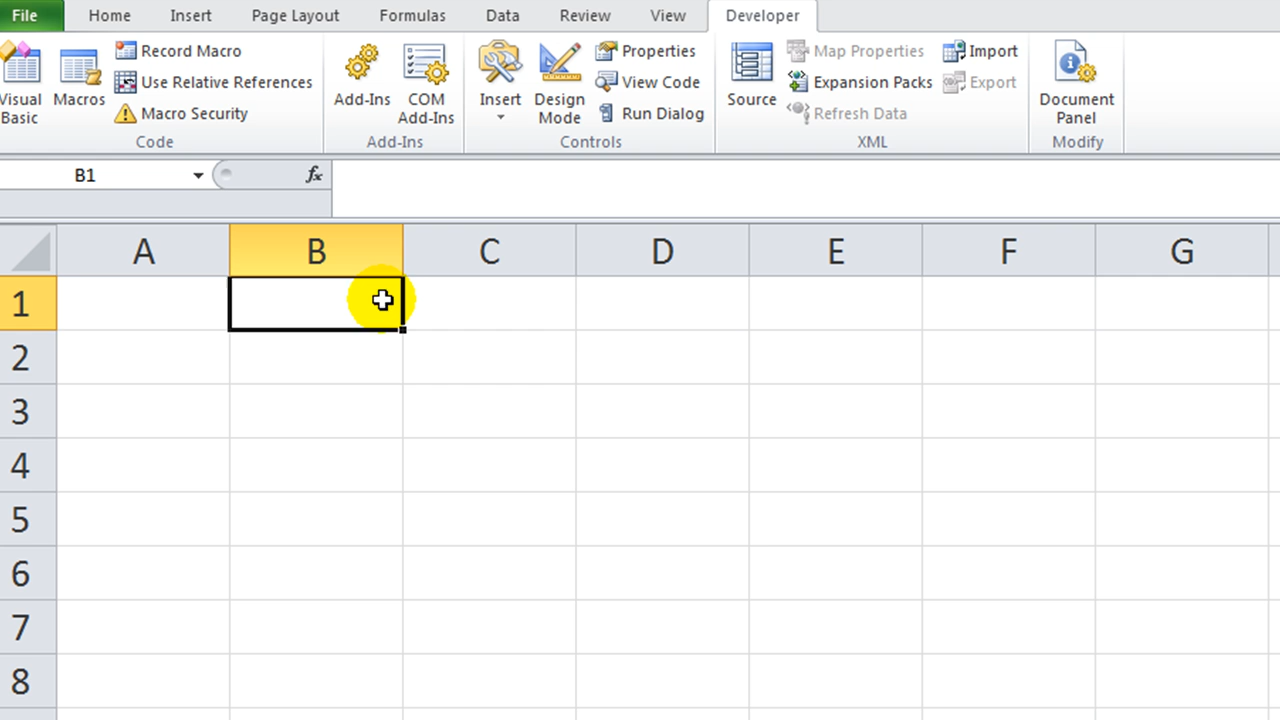 File Home Insert Page Layout Formulas Data Review View Developer
Visual Basic
Macros
Record Macro
Use Relative References
Macro Security
Code
Add-Ins
COM Add-Ins
Add-Ins
Insert
Design Mode
Properties
View Code
Run Dialog
Controls
Source
Map Properties
Expansion Packs
Refresh Data
Import
Export
XML
Document Panel
Modify
B1 fx
A B C D E F G
1
2
3
4
5
6
7
8